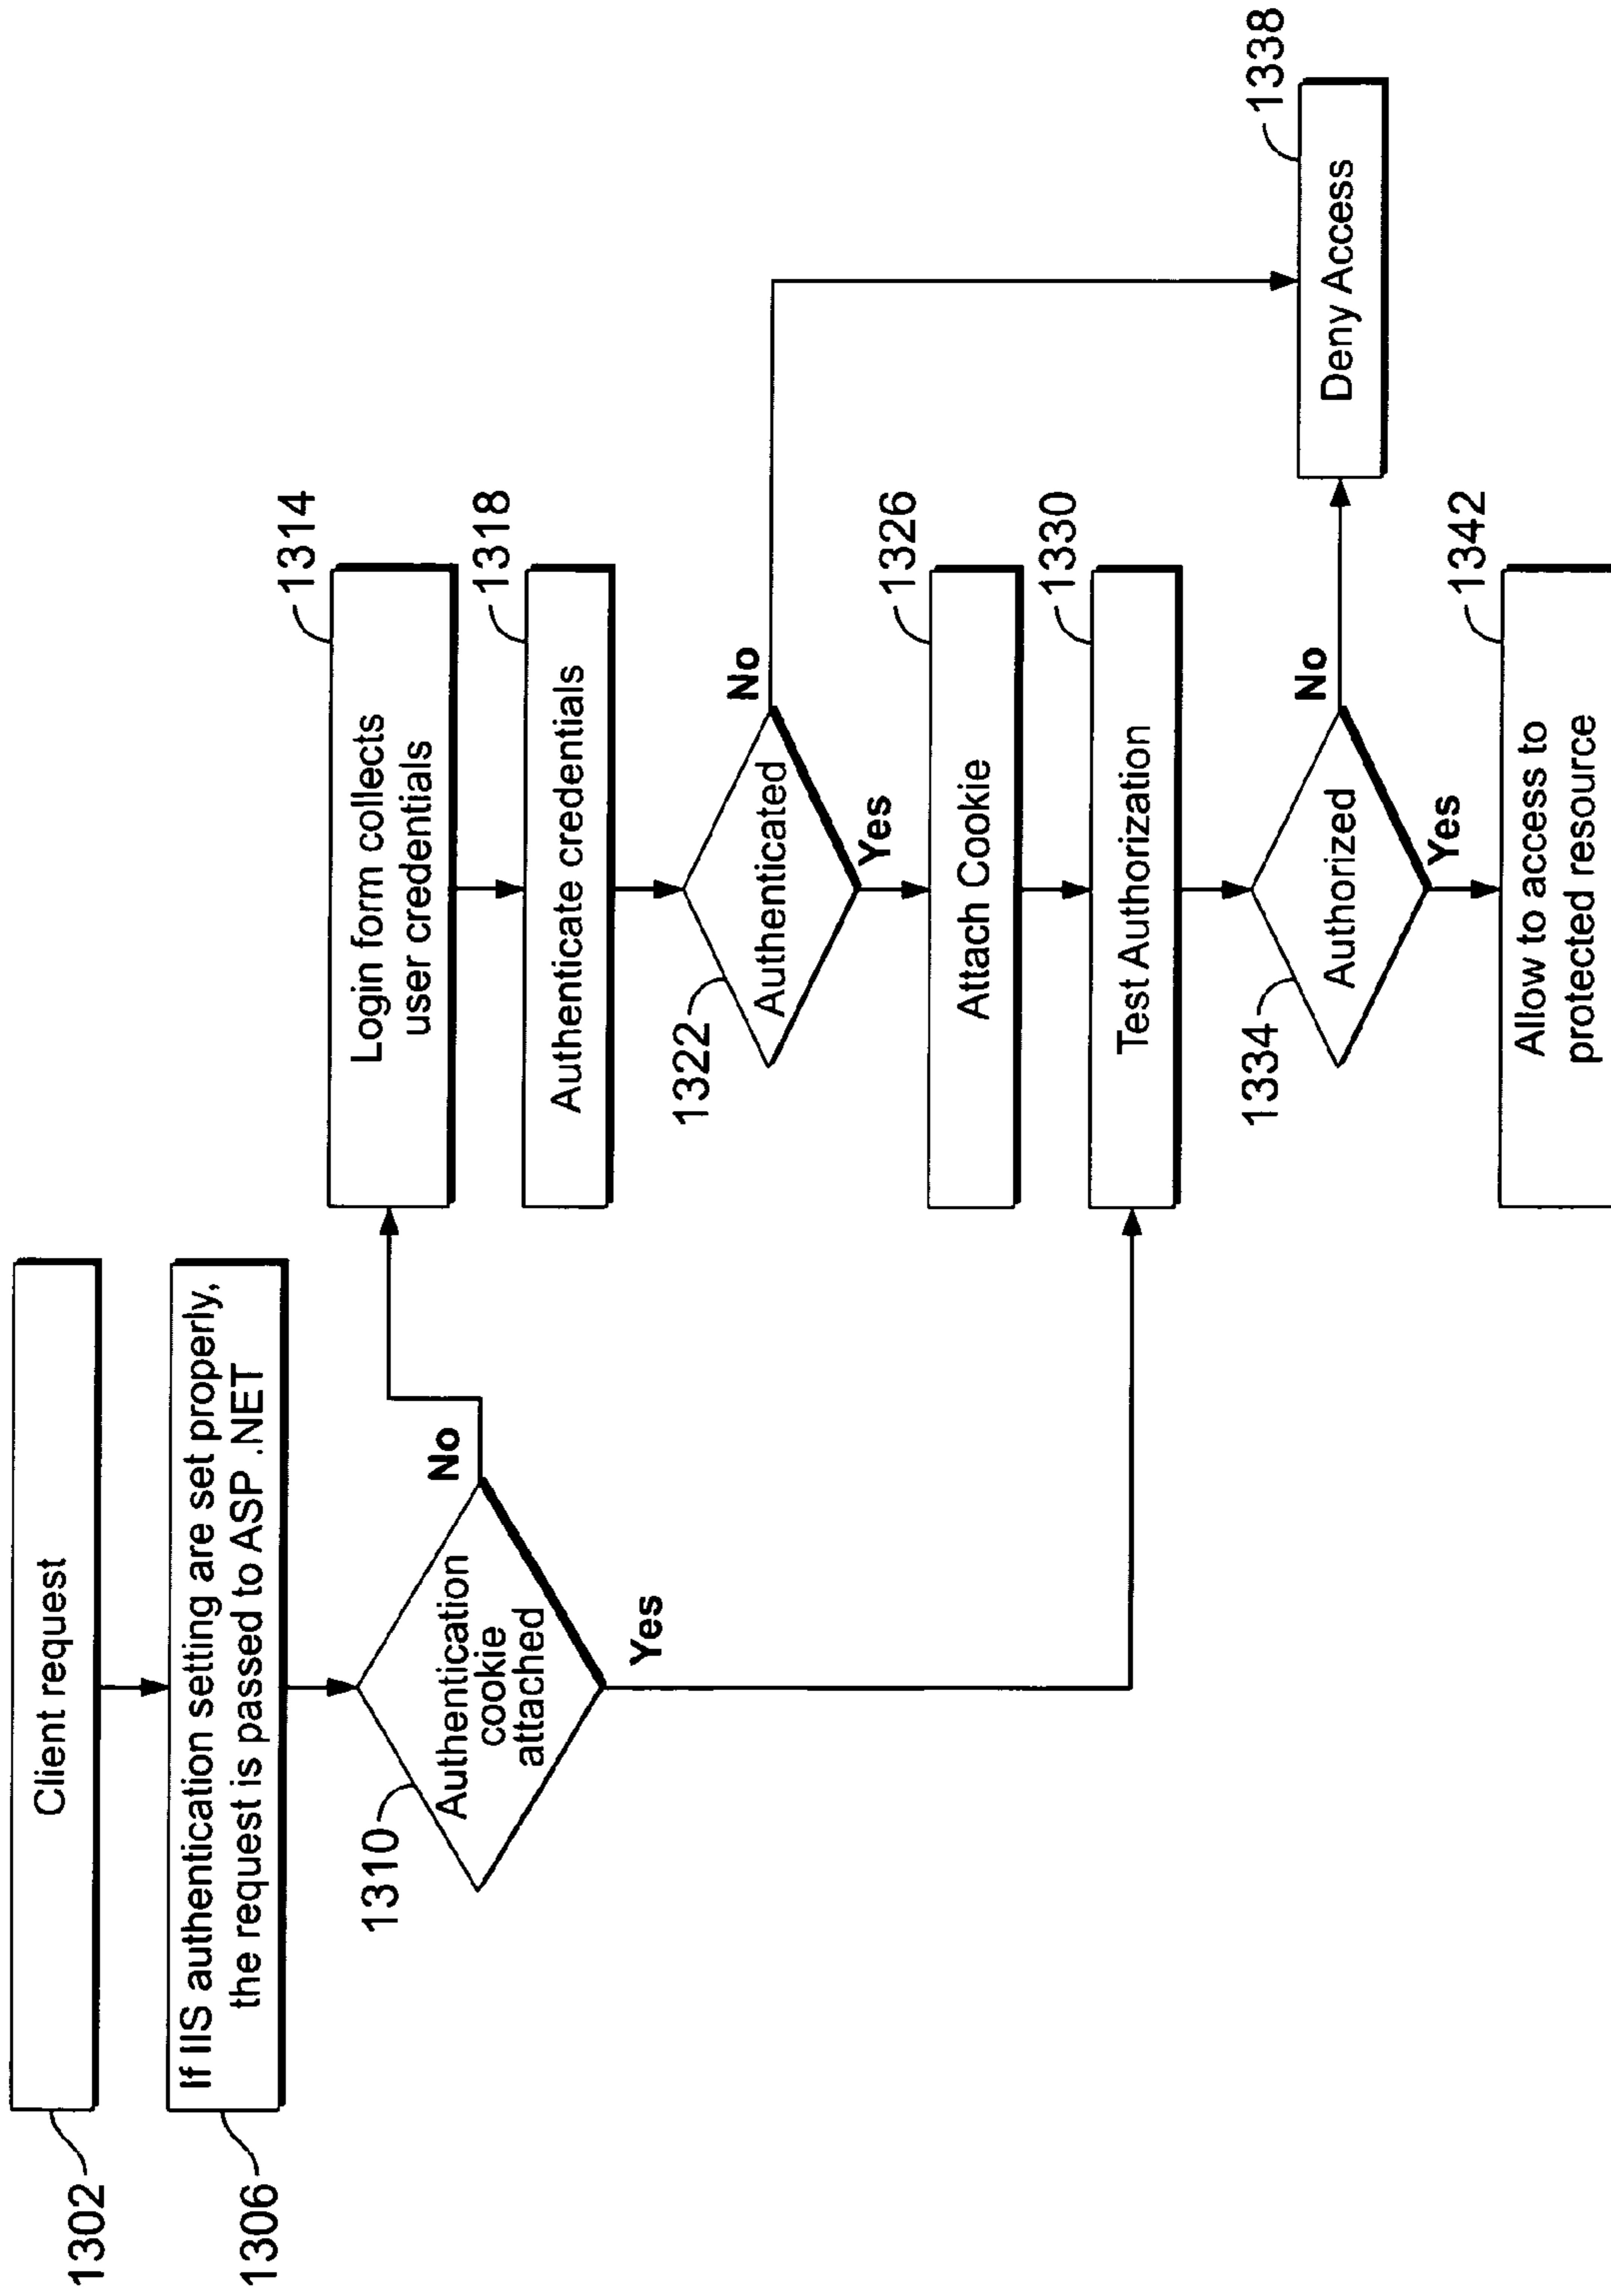 1302
Client request
1306
If IIS authentication setting are set properly,
the request is passed to ASP .NET
1310
Authentication
cookie
attached
No
Yes
1314
Login form collects
user credentials
1318
Authenticate credentials
1322
Authenticated
No
Yes
1326
Attach Cookie
1330
Test Authorization
1334
Authorized
No
Yes
1338
Deny Access
1342
Allow to access to
protected resource